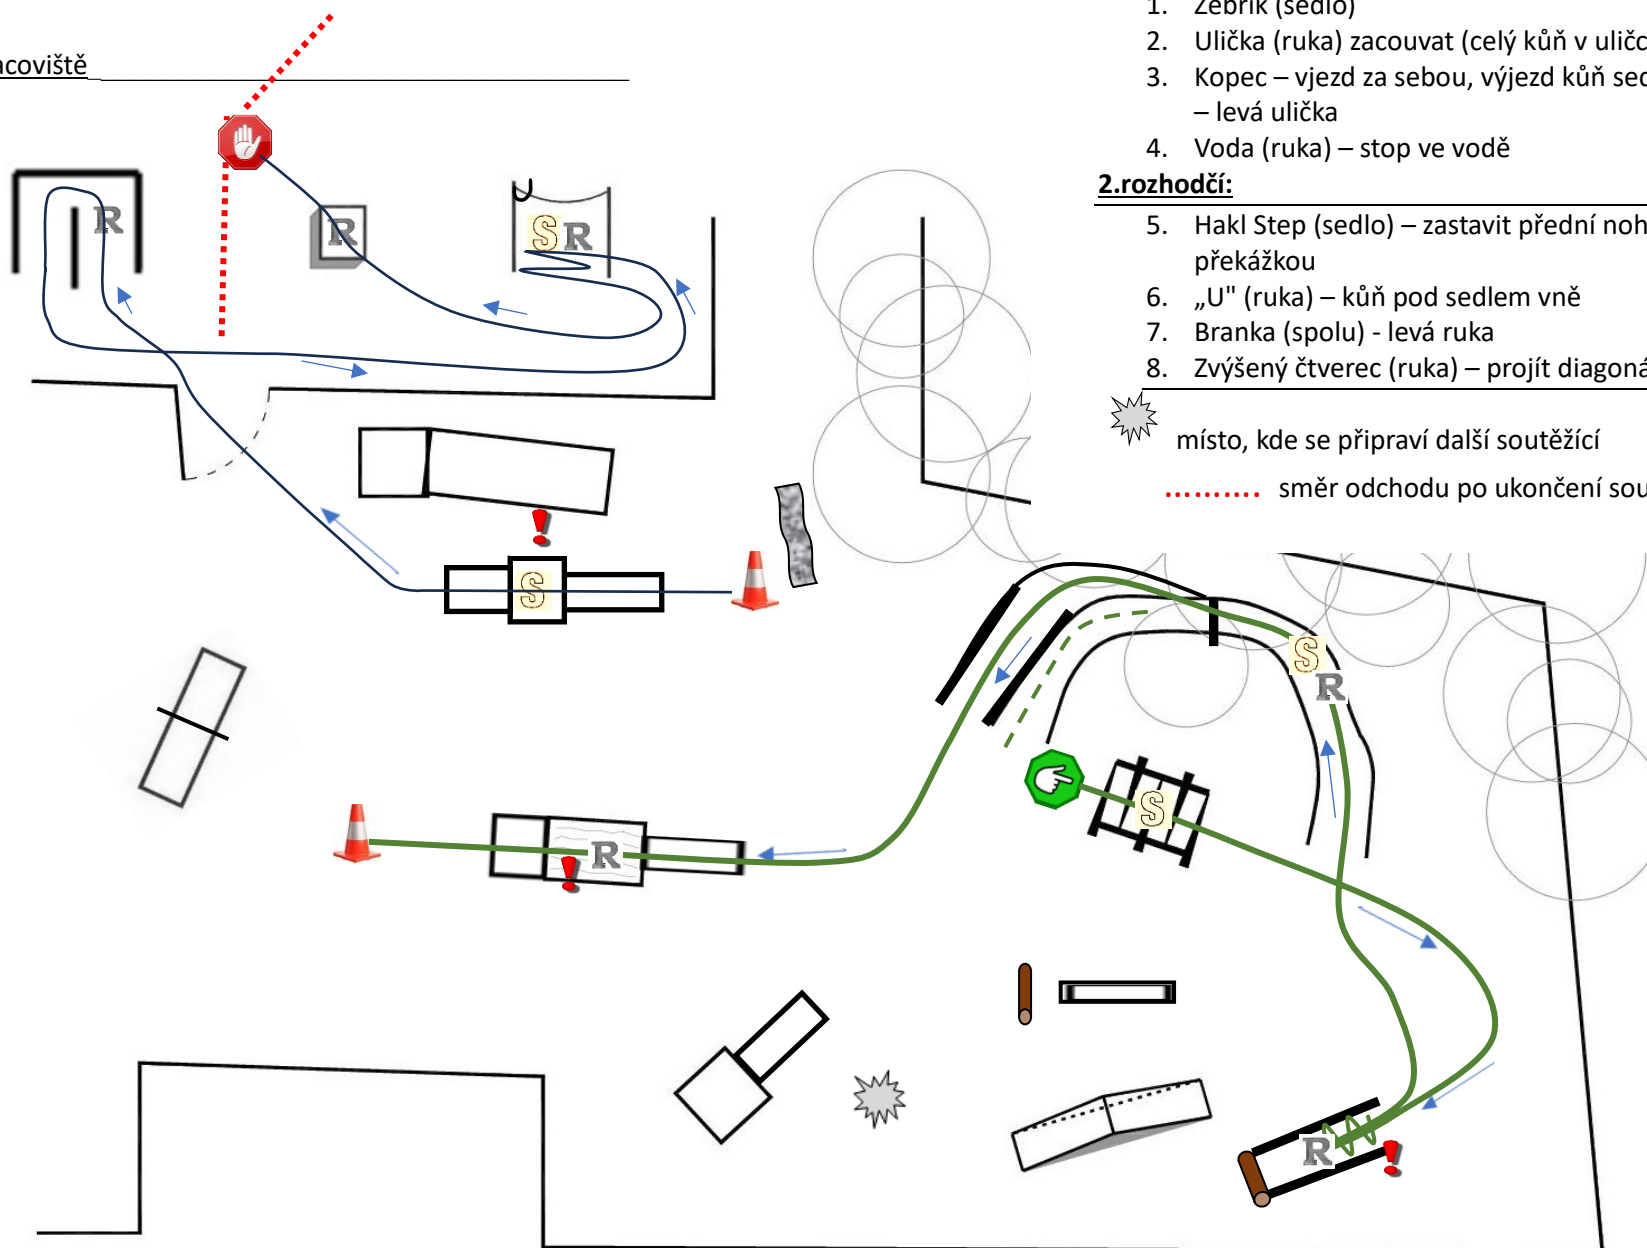 acoviště
1. Žebřík (sedlo)
2. Ulička (ruka) zacouvat (celý kůň v uličc
3. Kopec – vjezd za sebou, výjezd kůň sed
– levá ulička
4. Voda (ruka) – stop ve vodě
2.rozhodčí:
5. Hakl Step (sedlo) – zastavit přední noh
překážkou
6. „U" (ruka) – kůň pod sedlem vně
7. Branka (spolu) - levá ruka
8. Zvýšený čtverec (ruka) – projít diagoná
místo, kde se připraví další soutěžící
.......... směr odchodu po ukončení sou
R
R
S R
S
S
R
S
R
R